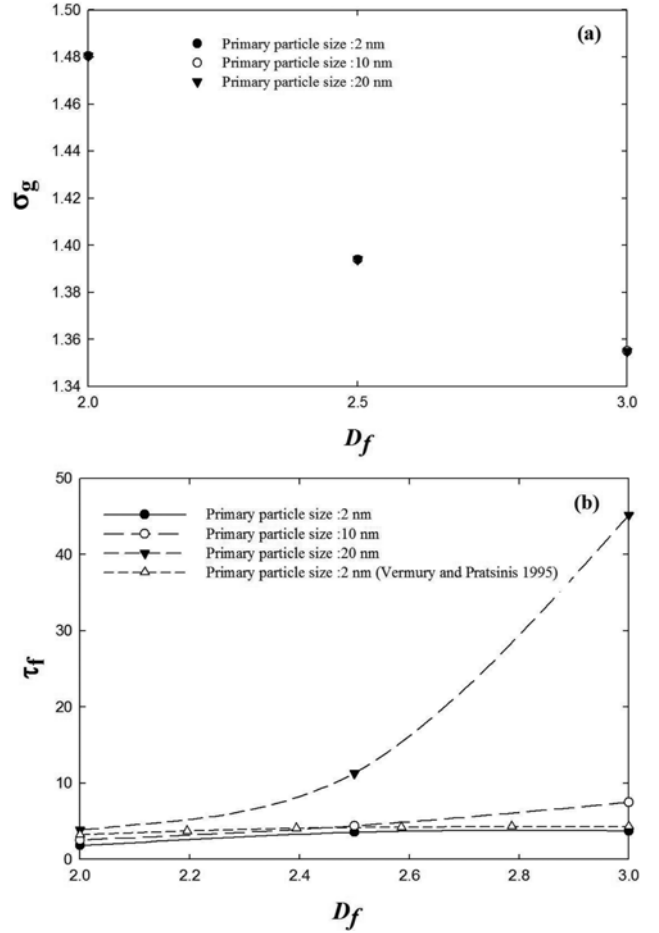 1.50
(a)
Primary particle size :2 nm
1.48
Primary particle size :10 nm
Primary particle size :20 nm
1.46
1.44
σg
1.42
1.40
1.38
1.36
1.34
2.0 2.5 3.0
Df
50
(b)
Primary particle size :2 nm
Primary particle size :10 nm
40
Primary particle size :20 nm
Primary particle size :2 nm (Vermury and Pratsinis 1995)
30
τf
20
10
0
2.0 2.2 2.4 2.6 2.8 3.0
Df